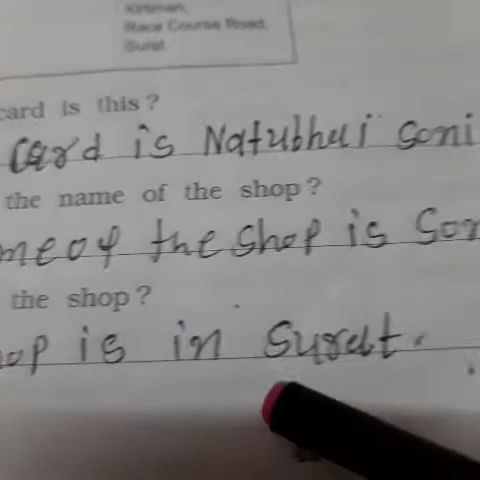 Kirtiman,
Race Course Road,
Surat
card is this?
card is Natubhai Soni
the name of the shop?
me of the shop is Son
the shop?
op is in Surat.